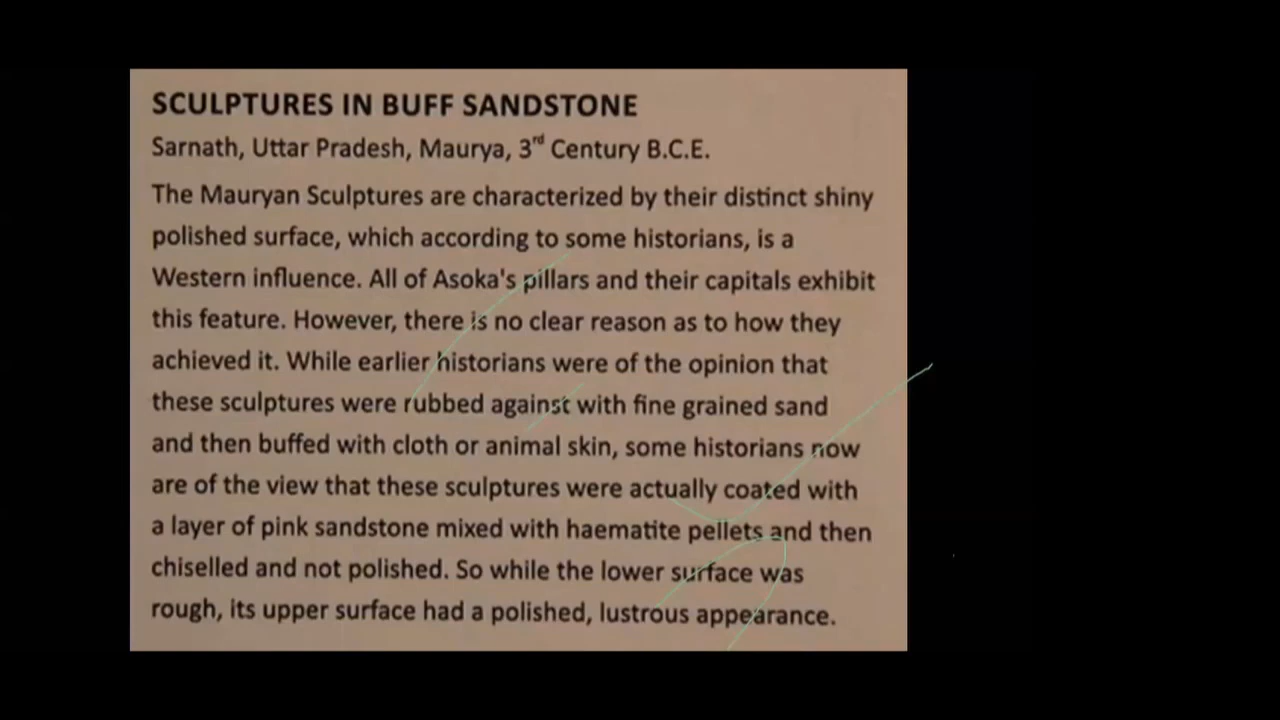 SCULPTURES IN BUFF SANDSTONE
Sarnath, Uttar Pradesh, Maurya, 3rd Century B.C.E.
The Mauryan Sculptures are characterized by their distinct shiny
polished surface, which according to some historians, is a
Western influence. All of Asoka's pillars and their capitals exhibit
this feature. However, there is no clear reason as to how they
achieved it. While earlier historians were of the opinion that
these sculptures were rubbed against with fine grained sand
and then buffed with cloth or animal skin, some historians now
are of the view that these sculptures were actually coated with
a layer of pink sandstone mixed with haematite pellets and then
chiselled and not polished. So while the lower surface was
rough, its upper surface had a polished, lustrous appearance.